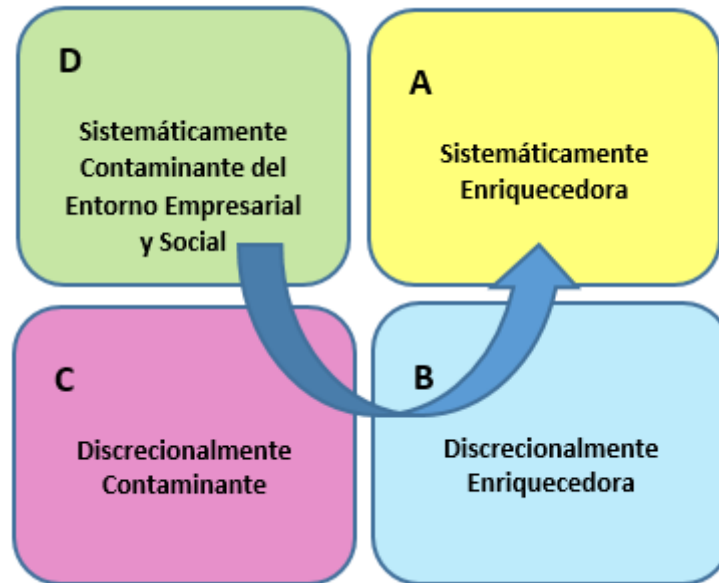 D
Sistemáticamente
Contaminante del
Entorno Empresarial
y Social
A
Sistemáticamente
Enriquecedora
C
Discrecionalmente
Contaminante
B
Discrecionalmente
Enriquecedora